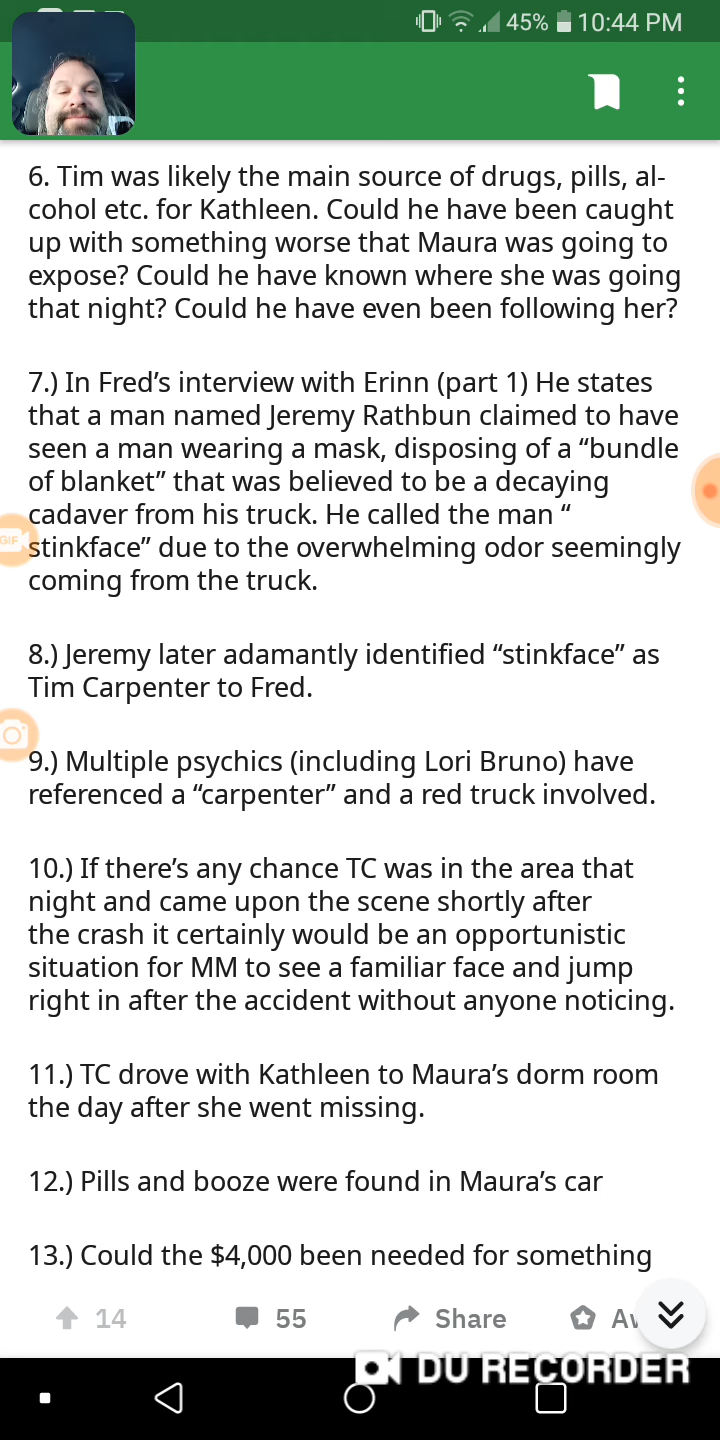 45% 10:44 PM
6. Tim was likely the main source of drugs, pills, al-
cohol etc. for Kathleen. Could he have been caught
up with something worse that Maura was going to
expose? Could he have known where she was going
that night? Could he have even been following her?
7.) In Fred’s interview with Erinn (part 1) He states
that a man named Jeremy Rathbun claimed to have
seen a man wearing a mask, disposing of a “bundle
of blanket” that was believed to be a decaying
cadaver from his truck. He called the man “
GIF
stinkface” due to the overwhelming odor seemingly
coming from the truck.
8.) Jeremy later adamantly identified “stinkface” as
Tim Carpenter to Fred.
9.) Multiple psychics (including Lori Bruno) have
referenced a “carpenter” and a red truck involved.
10.) If there’s any chance TC was in the area that
night and came upon the scene shortly after
the crash it certainly would be an opportunistic
situation for MM to see a familiar face and jump
right in after the accident without anyone noticing.
11.) TC drove with Kathleen to Maura’s dorm room
the day after she went missing.
12.) Pills and booze were found in Maura’s car
13.) Could the $4,000 been needed for something
14 55 Share
DU RECORDER